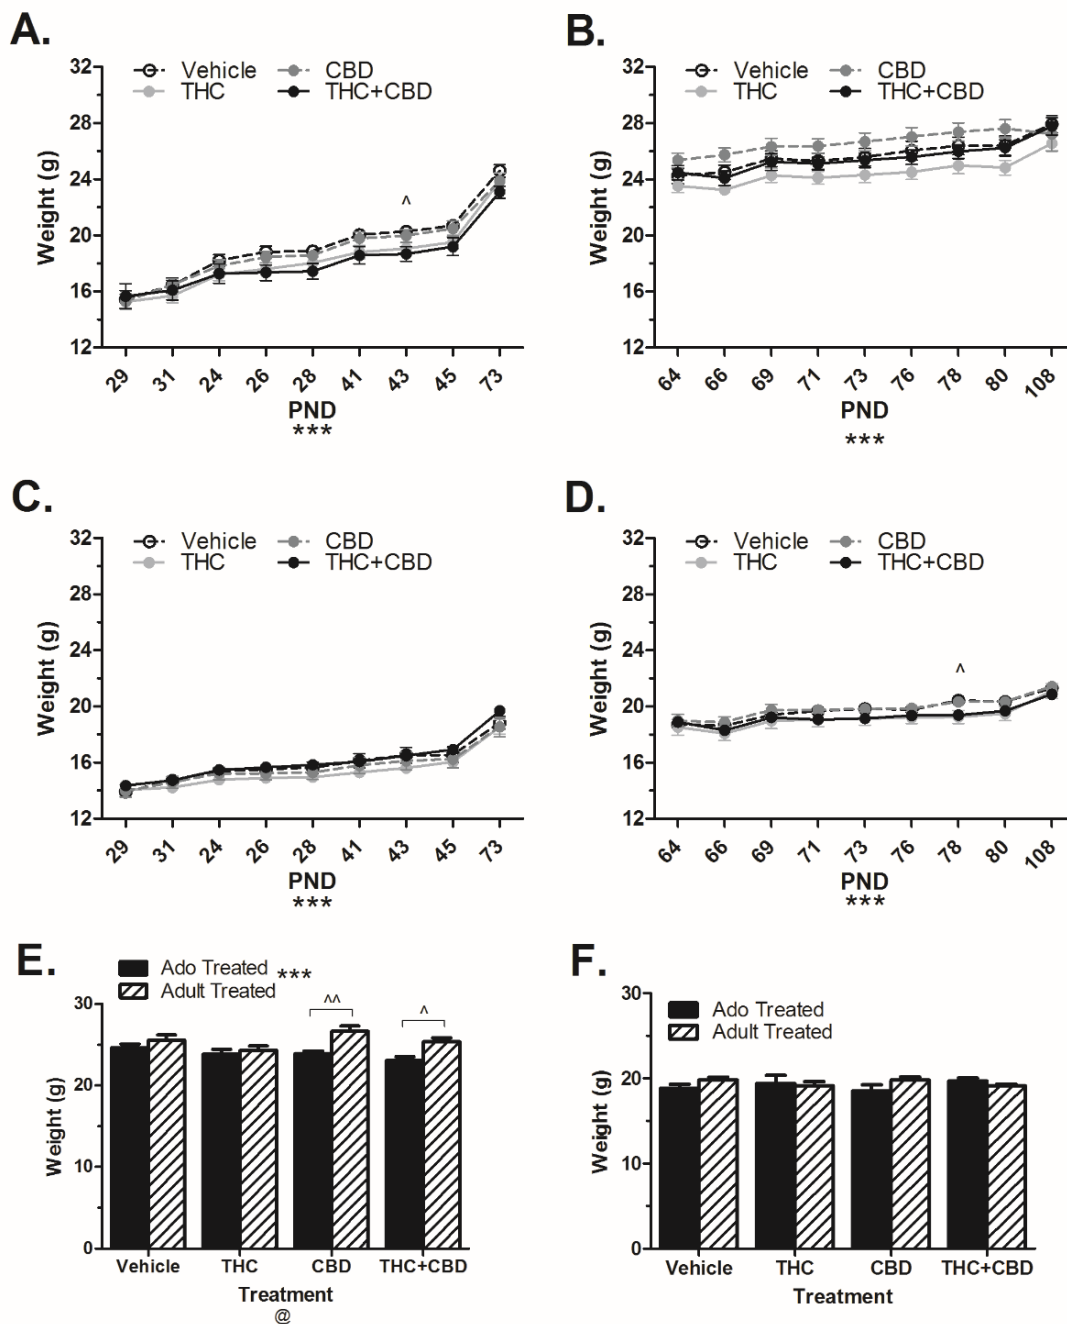 A.
Vehicle CBD
THC THC+CBD
Weight (g)
32
28
24
20
16
12
29 31 24 26 28 41 43 45 73
^
PND
***
B.
Vehicle CBD
THC THC+CBD
Weight (g)
32
28
24
20
16
12
64 66 69 71 73 76 78 80 108
PND
***
C.
Vehicle CBD
THC THC+CBD
Weight (g)
32
28
24
20
16
12
29 31 24 26 28 41 43 45 73
PND
***
D.
Vehicle CBD
THC THC+CBD
Weight (g)
32
28
24
20
16
12
^
64 66 69 71 73 76 78 80 108
PND
***
E.
Ado Treated ***
Adult Treated
^^ ^
Weight (g)
30
20
10
0
Vehicle THC CBD THC+CBD
Treatment
@
F.
Ado Treated
Adult Treated
Weight (g)
30
20
10
0
Vehicle THC CBD THC+CBD
Treatment